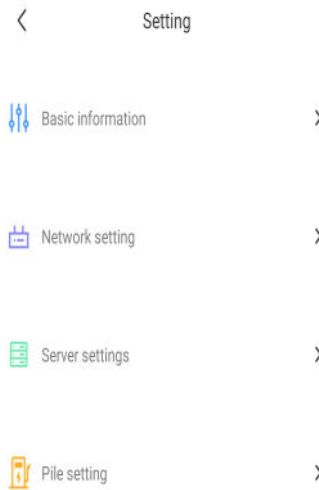 Setting
Basic information
Network setting
Server settings
Pile setting